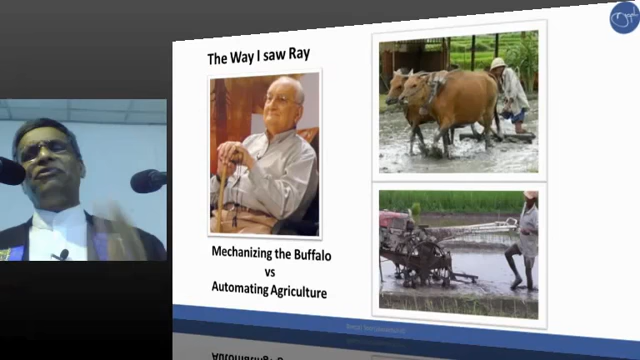 The Way I saw Ray
Mechanizing the Buffalo
vs
Automating Agriculture